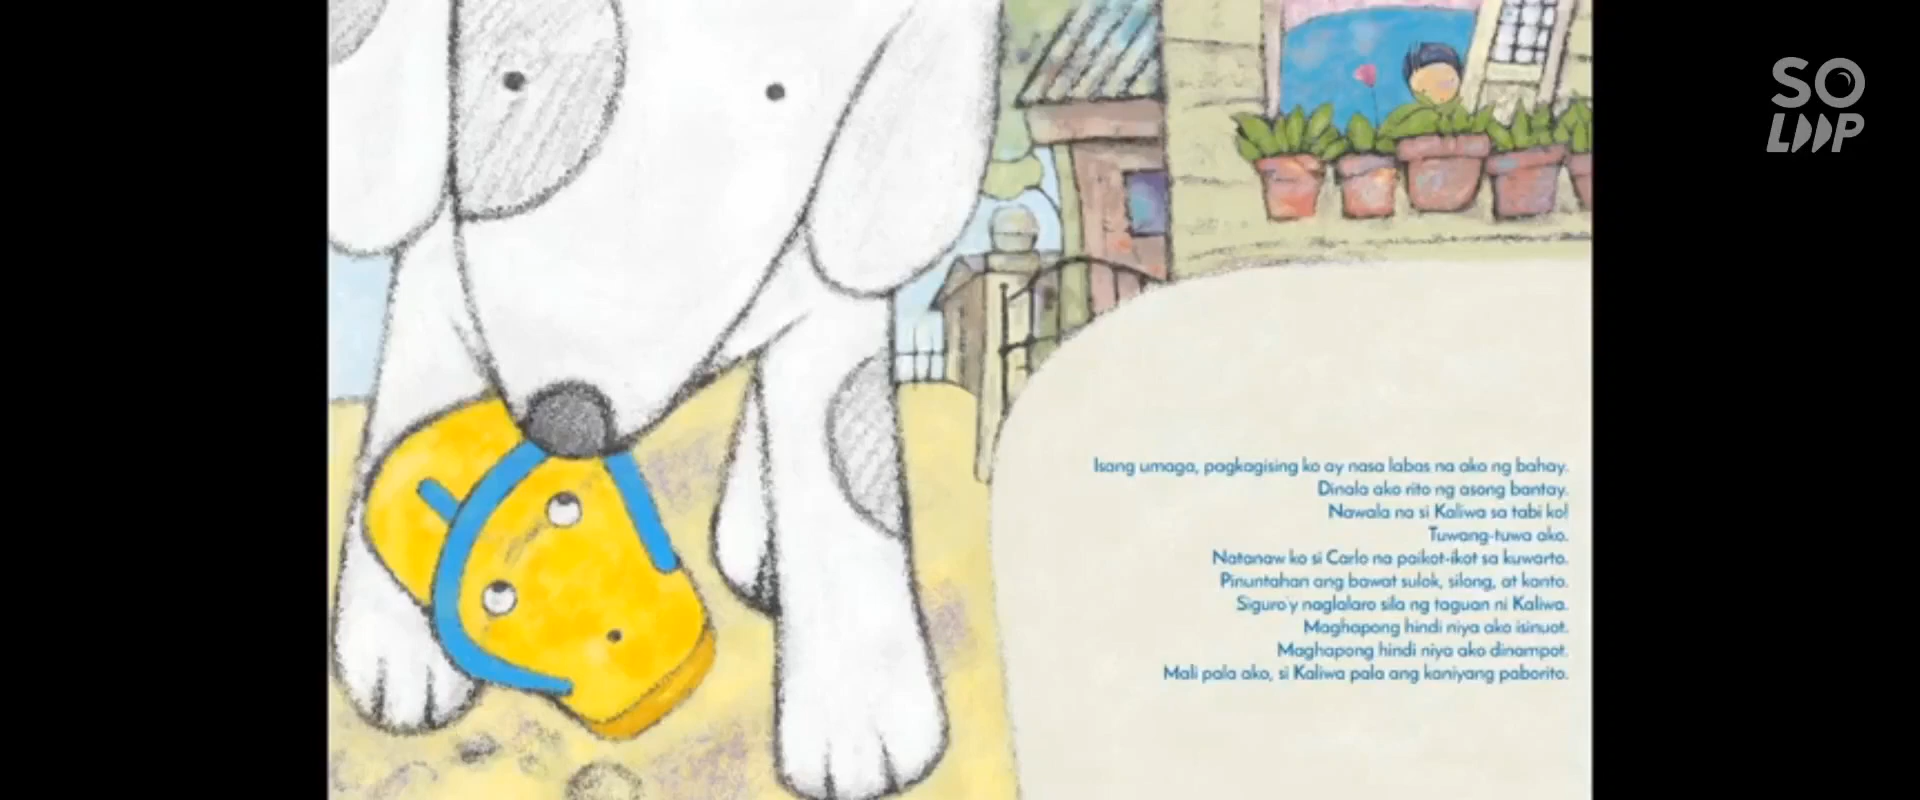 SO
LOOP
Isang umaga, pagkagising ko ay nasa labas na ako ng bahay.
Dinala ako rito ng asong bantay.
Nawala na si Kaliwa sa tabi ko!
Tuwang-tuwa ako.
Natanaw ko si Carlo na paikot-ikot sa kuwarto.
Pinuntahan ang bawat sulok, silong, at kanto.
Siguro'y naglalaro sila ng taguan ni Kaliwa.
Maghapong hindi niya ako isinuot.
Maghapong hindi niya ako dinampot.
Mali pala ako, si Kaliwa pala ang kaniyang paborito.